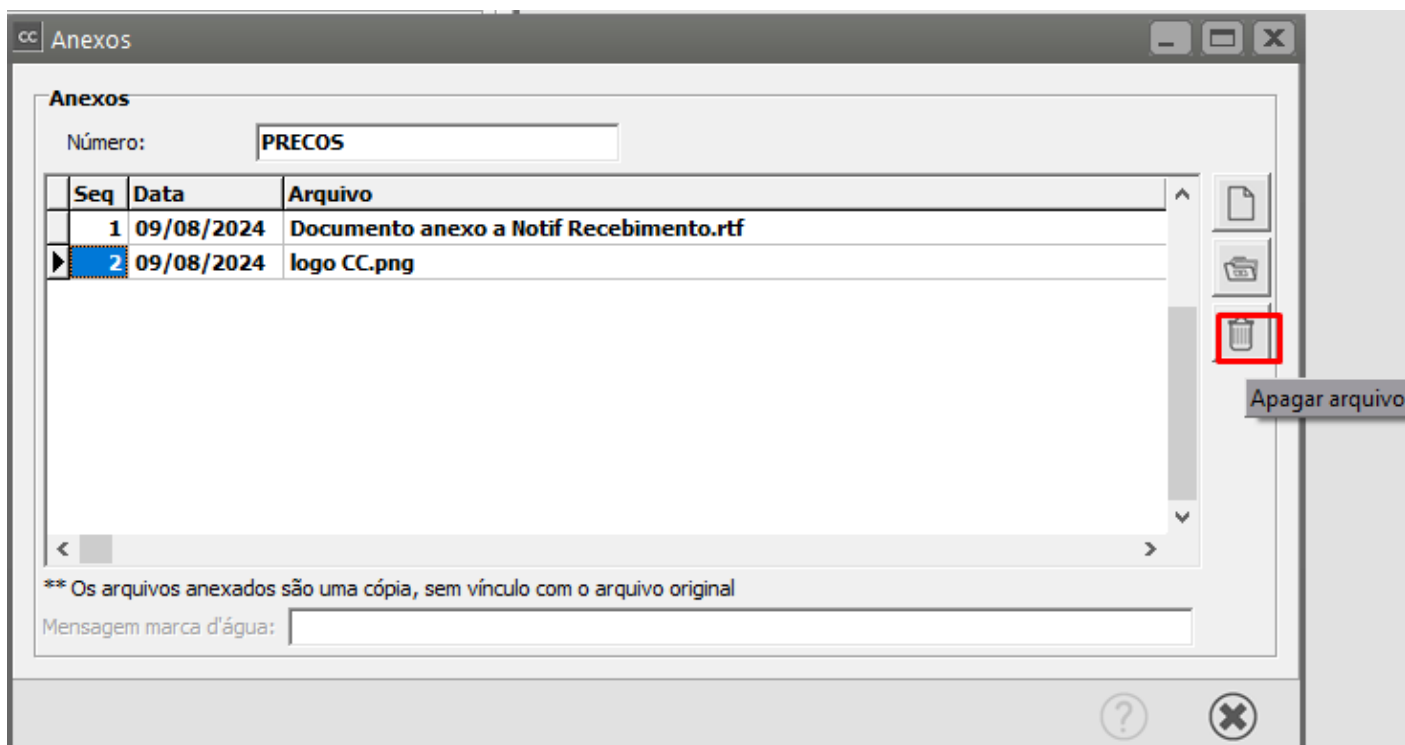 cc Anexos
Anexos
Número: PRECOS
Seq Data Arquivo
1 09/08/2024 Documento anexo a Notif Recebimento.rtf
2 09/08/2024 logo CC.png
Apagar arquivo
** Os arquivos anexados são uma cópia, sem vínculo com o arquivo original
Mensagem marca d'água: